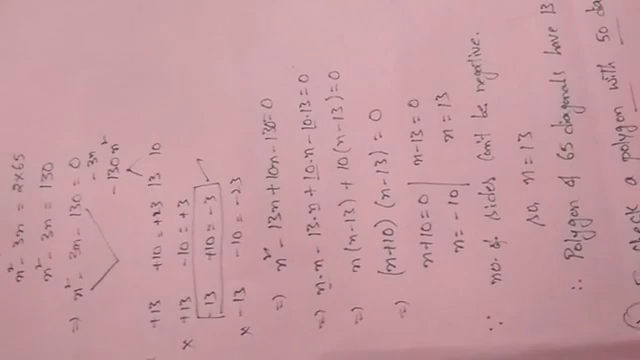 n² - 3n = 2×65
n² - 3n = 130
=> n² - 3n - 130 = 0
-3n
-130n²
13 10
+13 +10 = +23
x +13 -10 = +3
-13 +10 = -3
x -13 -10 = -23
=> n² - 13n + 10n - 130 = 0
=> n·n - 13·n + 10·n - 10·13 = 0
=> n(n-13) + 10(n-13) = 0
=> (n+10) (n-13) = 0
n+10 = 0 | n-13 = 0
n = -10 | n = 13
∵ no. of sides can't be negative.
so, n = 13
∴ Polygon of 65 diagonals have 13
check a polygon with 50 dia